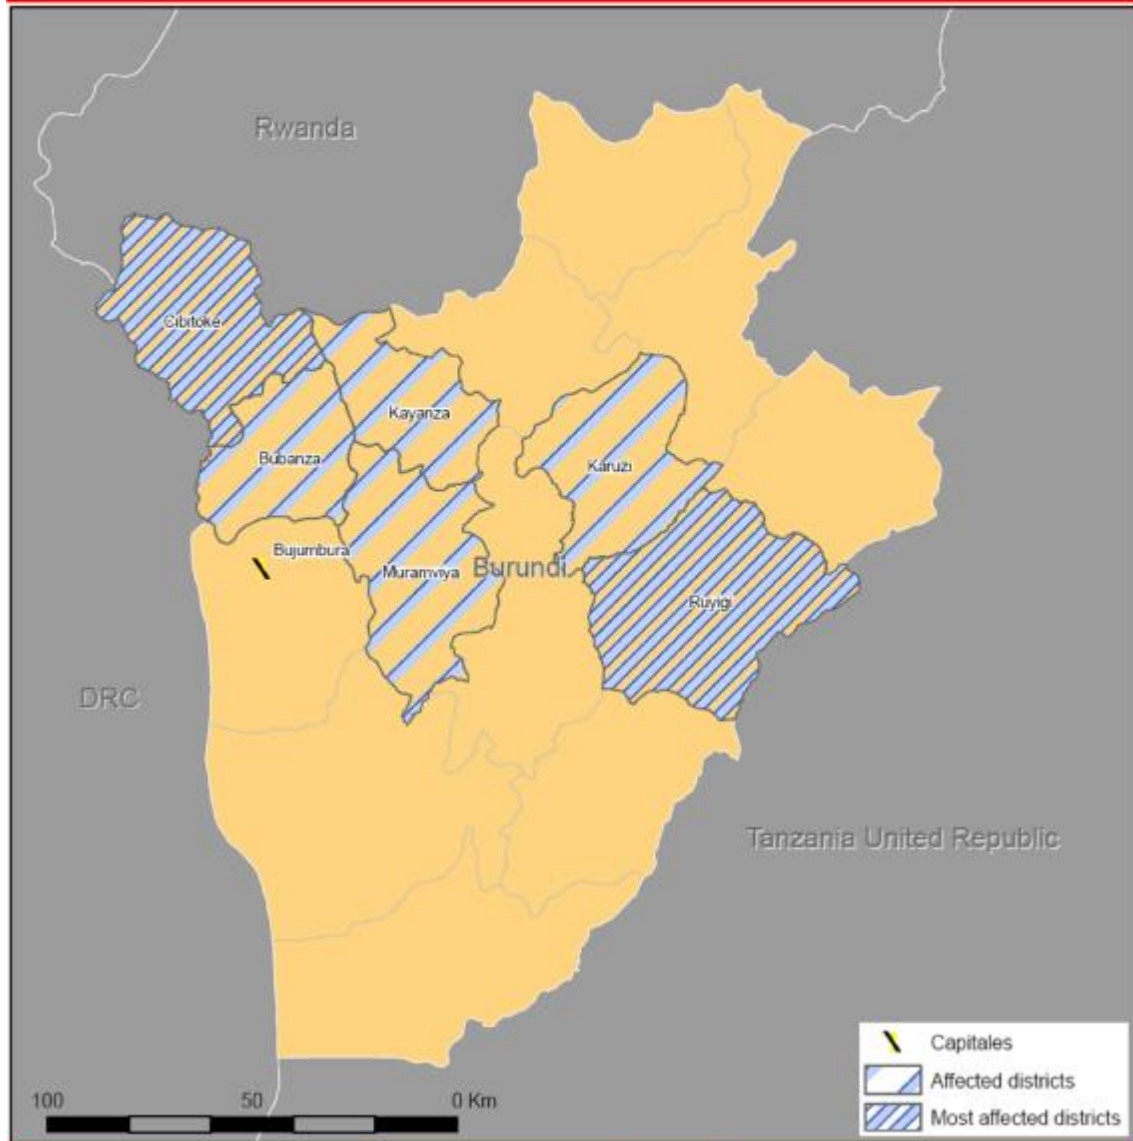 Rwanda
Cibitoke
Kayanza
Bubanza
Karuzi
Bujumbura
Muramviya
Burundi
Ruyigi
DRC
Tanzania United Republic
Capitales
Affected districts
Most affected districts
100 50 0 Km